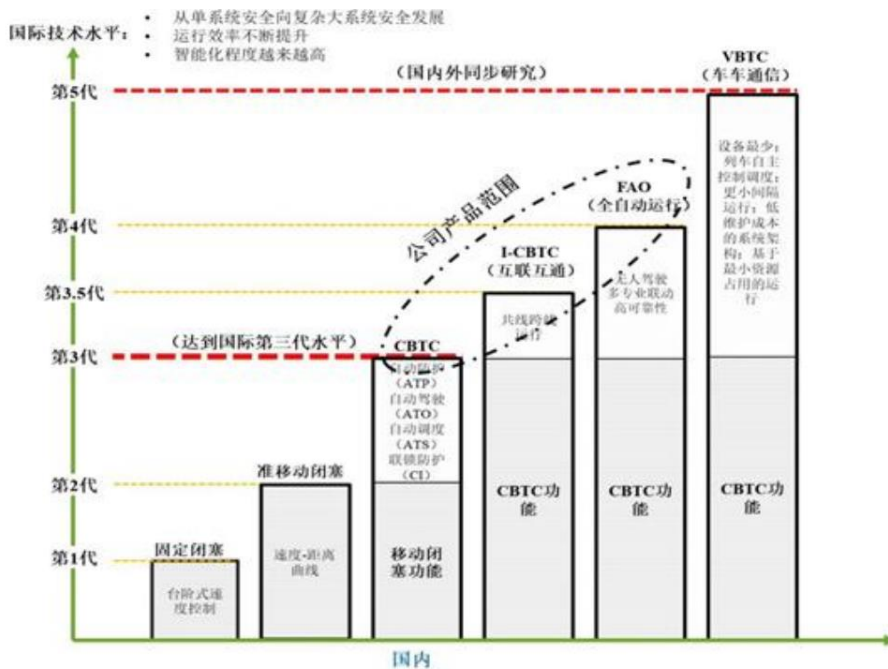 国际技术水平：
• 从单系统安全向复杂大系统安全发展
• 运行效率不断提升
• 智能化程度越来越高
VBTC
（车车通信）
（国内外同步研究）
第5代
设备最少；
列车自主
控制调度；
更小间隔
运行；低
维护成本
的系统架
构；基于
最小资源
占用的运
行
公司产品范围
FAO
（全自动运行）
第4代
I-CBTC
（互联互通）
无人驾驶
多专业联动
高可靠性
第3.5代
共线跨线
运行
（达到国际第三代水平）
CBTC
第3代
自动防护
（ATP）
自动驾驶
（ATO）
自动调度
（ATS）
联锁防护
（CI）
准移动闭塞
第2代
CBTC功
能
CBTC功
能
CBTC功
能
固定闭塞
速度-距离
曲线
移动闭
塞功能
第1代
台阶式速
度控制
国内